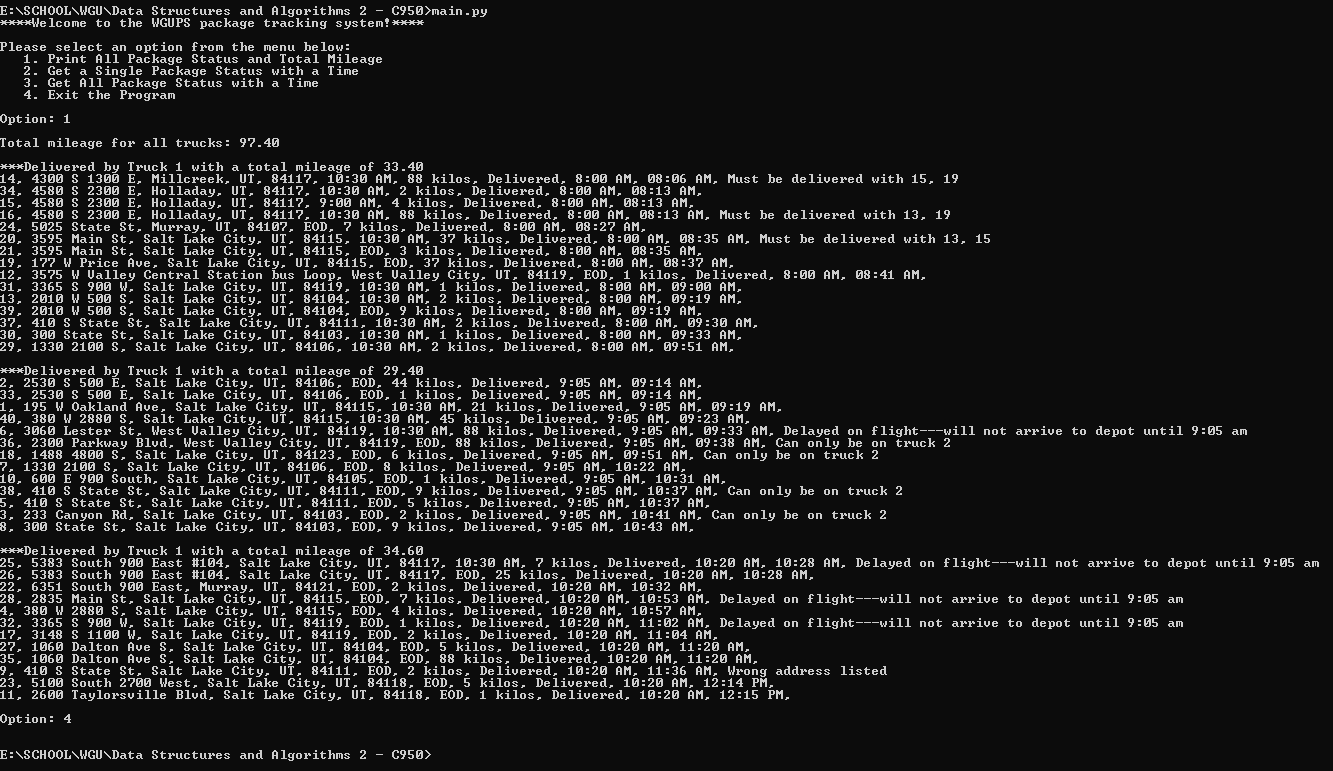 E:\SCHOOL\WGU\Data Structures and Algorithms 2 - C950>main.py
****Welcome to the WGUPS package tracking system!****
Please select an option from the menu below:
1. Print All Package Status and Total Mileage
2. Get a Single Package Status with a Time
3. Get All Package Status with a Time
4. Exit the Program
Option: 1
Total mileage for all trucks: 97.40
***Delivered by Truck 1 with a total mileage of 33.40
14, 4300 S 1300 E, Millcreek, UT, 84117, 10:30 AM, 88 kilos, Delivered, 8:00 AM, 08:06 AM, Must be delivered with 15, 19
34, 4580 S 2300 E, Holladay, UT, 84117, 10:30 AM, 2 kilos, Delivered, 8:00 AM, 08:13 AM,
15, 4580 S 2300 E, Holladay, UT, 84117, 9:00 AM, 4 kilos, Delivered, 8:00 AM, 08:13 AM,
16, 4580 S 2300 E, Holladay, UT, 84117, 10:30 AM, 88 kilos, Delivered, 8:00 AM, 08:13 AM, Must be delivered with 13, 19
24, 5025 State St, Murray, UT, 84107, EOD, 7 kilos, Delivered, 8:00 AM, 08:27 AM,
20, 3595 Main St, Salt Lake City, UT, 84115, 10:30 AM, 37 kilos, Delivered, 8:00 AM, 08:35 AM, Must be delivered with 13, 15
21, 3595 Main St, Salt Lake City, UT, 84115, EOD, 3 kilos, Delivered, 8:00 AM, 08:35 AM,
19, 177 W Price Ave, Salt Lake City, UT, 84115, EOD, 37 kilos, Delivered, 8:00 AM, 08:37 AM,
12, 3575 W Valley Central Station bus Loop, West Valley City, UT, 84119, EOD, 1 kilos, Delivered, 8:00 AM, 08:41 AM,
31, 3365 S 900 W, Salt Lake City, UT, 84119, 10:30 AM, 1 kilos, Delivered, 8:00 AM, 09:00 AM,
13, 2010 W 500 S, Salt Lake City, UT, 84104, 10:30 AM, 2 kilos, Delivered, 8:00 AM, 09:19 AM,
39, 2010 W 500 S, Salt Lake City, UT, 84104, EOD, 9 kilos, Delivered, 8:00 AM, 09:19 AM,
37, 410 S State St, Salt Lake City, UT, 84111, 10:30 AM, 2 kilos, Delivered, 8:00 AM, 09:30 AM,
30, 300 State St, Salt Lake City, UT, 84103, 10:30 AM, 1 kilos, Delivered, 8:00 AM, 09:33 AM,
29, 1330 2100 S, Salt Lake City, UT, 84106, 10:30 AM, 2 kilos, Delivered, 8:00 AM, 09:51 AM,
***Delivered by Truck 1 with a total mileage of 29.40
2, 2530 S 500 E, Salt Lake City, UT, 84106, EOD, 44 kilos, Delivered, 9:05 AM, 09:14 AM,
33, 2530 S 500 E, Salt Lake City, UT, 84106, EOD, 1 kilos, Delivered, 9:05 AM, 09:14 AM,
1, 195 W Oakland Ave, Salt Lake City, UT, 84115, 10:30 AM, 21 kilos, Delivered, 9:05 AM, 09:19 AM,
40, 380 W 2880 S, Salt Lake City, UT, 84115, 10:30 AM, 45 kilos, Delivered, 9:05 AM, 09:23 AM,
6, 3060 Lester St, West Valley City, UT, 84119, 10:30 AM, 88 kilos, Delivered, 9:05 AM, 09:33 AM, Delayed on flight---will not arrive to depot until 9:05 am
36, 2300 Parkway Blvd, West Valley City, UT, 84119, EOD, 88 kilos, Delivered, 9:05 AM, 09:38 AM, Can only be on truck 2
18, 1488 4800 S, Salt Lake City, UT, 84123, EOD, 6 kilos, Delivered, 9:05 AM, 09:51 AM, Can only be on truck 2
7, 1330 2100 S, Salt Lake City, UT, 84106, EOD, 8 kilos, Delivered, 9:05 AM, 10:22 AM,
10, 600 E 900 South, Salt Lake City, UT, 84105, EOD, 1 kilos, Delivered, 9:05 AM, 10:31 AM,
38, 410 S State St, Salt Lake City, UT, 84111, EOD, 9 kilos, Delivered, 9:05 AM, 10:37 AM, Can only be on truck 2
5, 410 S State St, Salt Lake City, UT, 84111, EOD, 5 kilos, Delivered, 9:05 AM, 10:37 AM,
3, 233 Canyon Rd, Salt Lake City, UT, 84103, EOD, 2 kilos, Delivered, 9:05 AM, 10:41 AM, Can only be on truck 2
8, 300 State St, Salt Lake City, UT, 84103, EOD, 9 kilos, Delivered, 9:05 AM, 10:43 AM,
***Delivered by Truck 1 with a total mileage of 34.60
25, 5383 South 900 East #104, Salt Lake City, UT, 84117, 10:30 AM, 7 kilos, Delivered, 10:20 AM, 10:28 AM, Delayed on flight---will not arrive to depot until 9:05 am
26, 5383 South 900 East #104, Salt Lake City, UT, 84117, EOD, 25 kilos, Delivered, 10:20 AM, 10:28 AM,
22, 6351 South 900 East, Murray, UT, 84121, EOD, 2 kilos, Delivered, 10:20 AM, 10:32 AM,
28, 2835 Main St, Salt Lake City, UT, 84115, EOD, 7 kilos, Delivered, 10:20 AM, 10:53 AM, Delayed on flight---will not arrive to depot until 9:05 am
4, 380 W 2880 S, Salt Lake City, UT, 84115, EOD, 4 kilos, Delivered, 10:20 AM, 10:57 AM,
32, 3365 S 900 W, Salt Lake City, UT, 84119, EOD, 1 kilos, Delivered, 10:20 AM, 11:02 AM, Delayed on flight---will not arrive to depot until 9:05 am
17, 3148 S 1100 W, Salt Lake City, UT, 84119, EOD, 2 kilos, Delivered, 10:20 AM, 11:04 AM,
27, 1060 Dalton Ave S, Salt Lake City, UT, 84104, EOD, 5 kilos, Delivered, 10:20 AM, 11:20 AM,
35, 1060 Dalton Ave S, Salt Lake City, UT, 84104, EOD, 88 kilos, Delivered, 10:20 AM, 11:20 AM,
9, 410 S State St, Salt Lake City, UT, 84111, EOD, 2 kilos, Delivered, 10:20 AM, 11:36 AM, Wrong address listed
23, 5100 South 2700 West, Salt Lake City, UT, 84118, EOD, 5 kilos, Delivered, 10:20 AM, 12:14 PM,
11, 2600 Taylorsville Blvd, Salt Lake City, UT, 84118, EOD, 1 kilos, Delivered, 10:20 AM, 12:15 PM,
Option: 4
E:\SCHOOL\WGU\Data Structures and Algorithms 2 - C950>